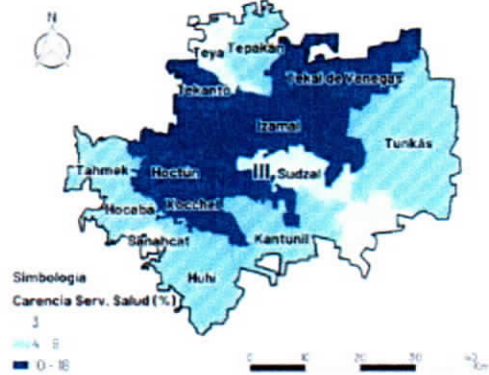 N
Teya Tepakan
Tekal de Venegas
Tekanto
Izamal
Tunkás
Tahmek Hoctun III. Sudzal
Hocaba Xocchel
Sanahcat Kantunil
Huhi
Simbologia
Carencia Serv. Salud (%)
3
4 8
0 - 18
0 10 20 30 40
Km